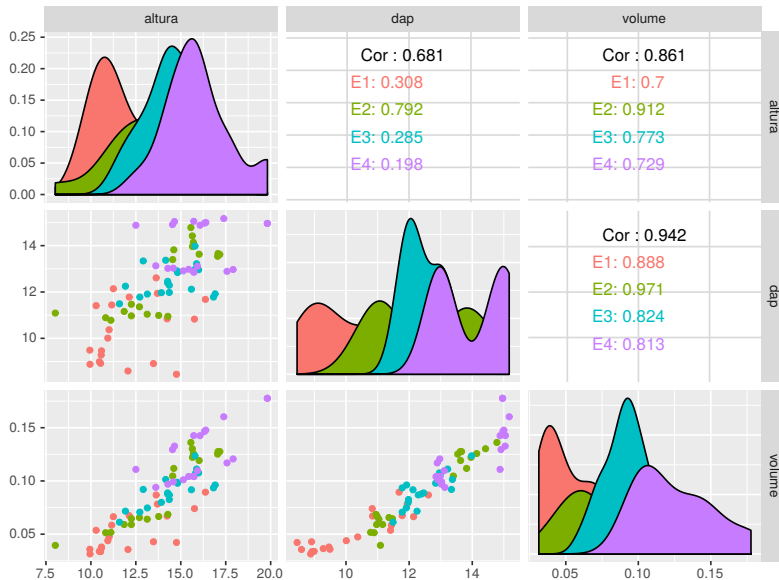 altura dap volume
0.25
0.20
0.15
0.10
0.05
0.00
Cor : 0.681
E1: 0.308
E2: 0.792
E3: 0.285
E4: 0.198
Cor : 0.861
E1: 0.7
E2: 0.912
E3: 0.773
E4: 0.729
altura
14
12
10
Cor : 0.942
E1: 0.888
E2: 0.971
E3: 0.824
E4: 0.813
dap
0.15
0.10
0.05
volume
7.5 10.0 12.5 15.0 17.5 20.0
10 12 14
0.05 0.10 0.15